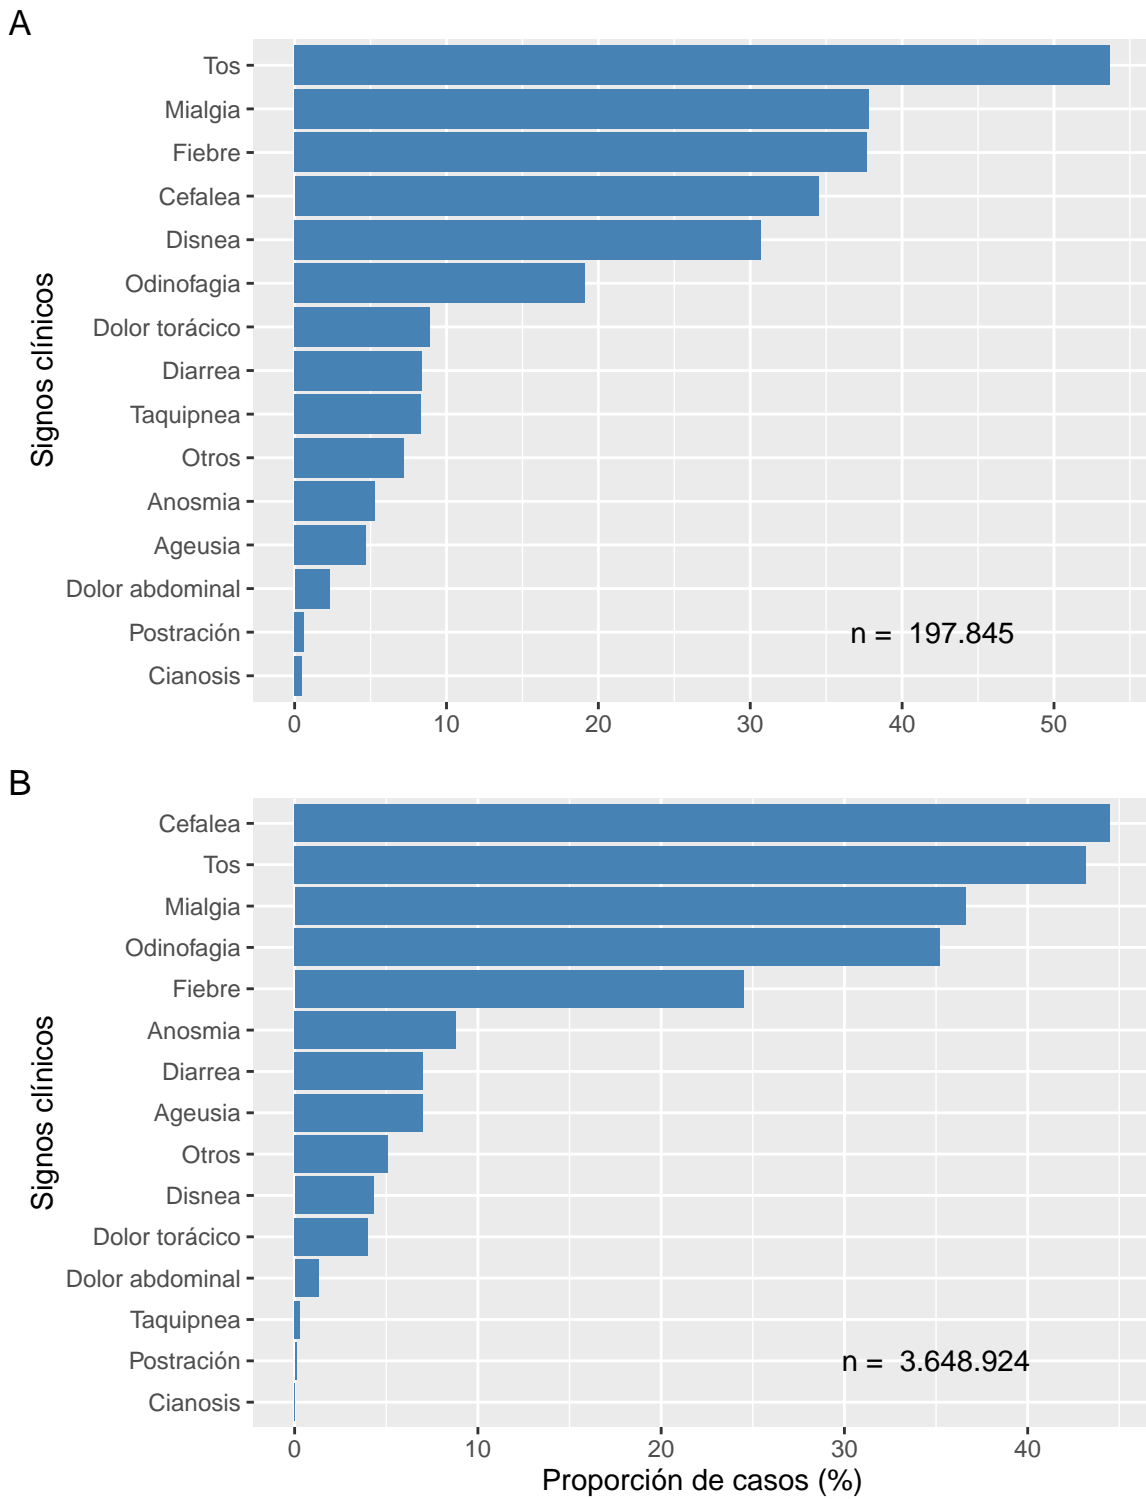 A
Signos clínicos
Tos
Mialgia
Fiebre
Cefalea
Disnea
Odinofagia
Dolor torácico
Diarrea
Taquipnea
Otros
Anosmia
Ageusia
Dolor abdominal
Postración
Cianosis
n = 197.845
0 10 20 30 40 50
B
Signos clínicos
Cefalea
Tos
Mialgia
Odinofagia
Fiebre
Anosmia
Diarrea
Ageusia
Otros
Disnea
Dolor torácico
Dolor abdominal
Taquipnea
Postración
Cianosis
n = 3.648.924
0 10 20 30 40
Proporción de casos (%)